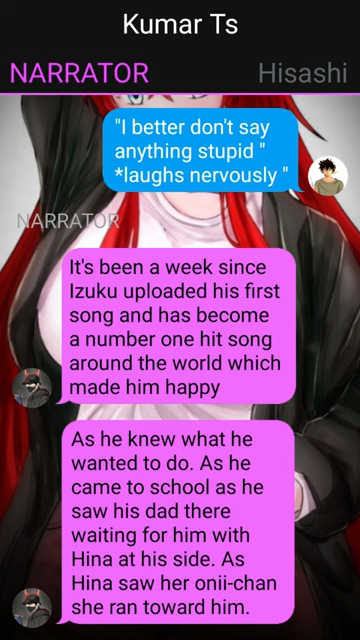 Kumar Ts
NARRATOR Hisashi
"I better don't say
anything stupid "
*laughs nervously "
NARRATOR
It's been a week since
Izuku uploaded his first
song and has become
a number one hit song
around the world which
made him happy
As he knew what he
wanted to do. As he
came to school as he
saw his dad there
waiting for him with
Hina at his side. As
Hina saw her onii-chan
she ran toward him.